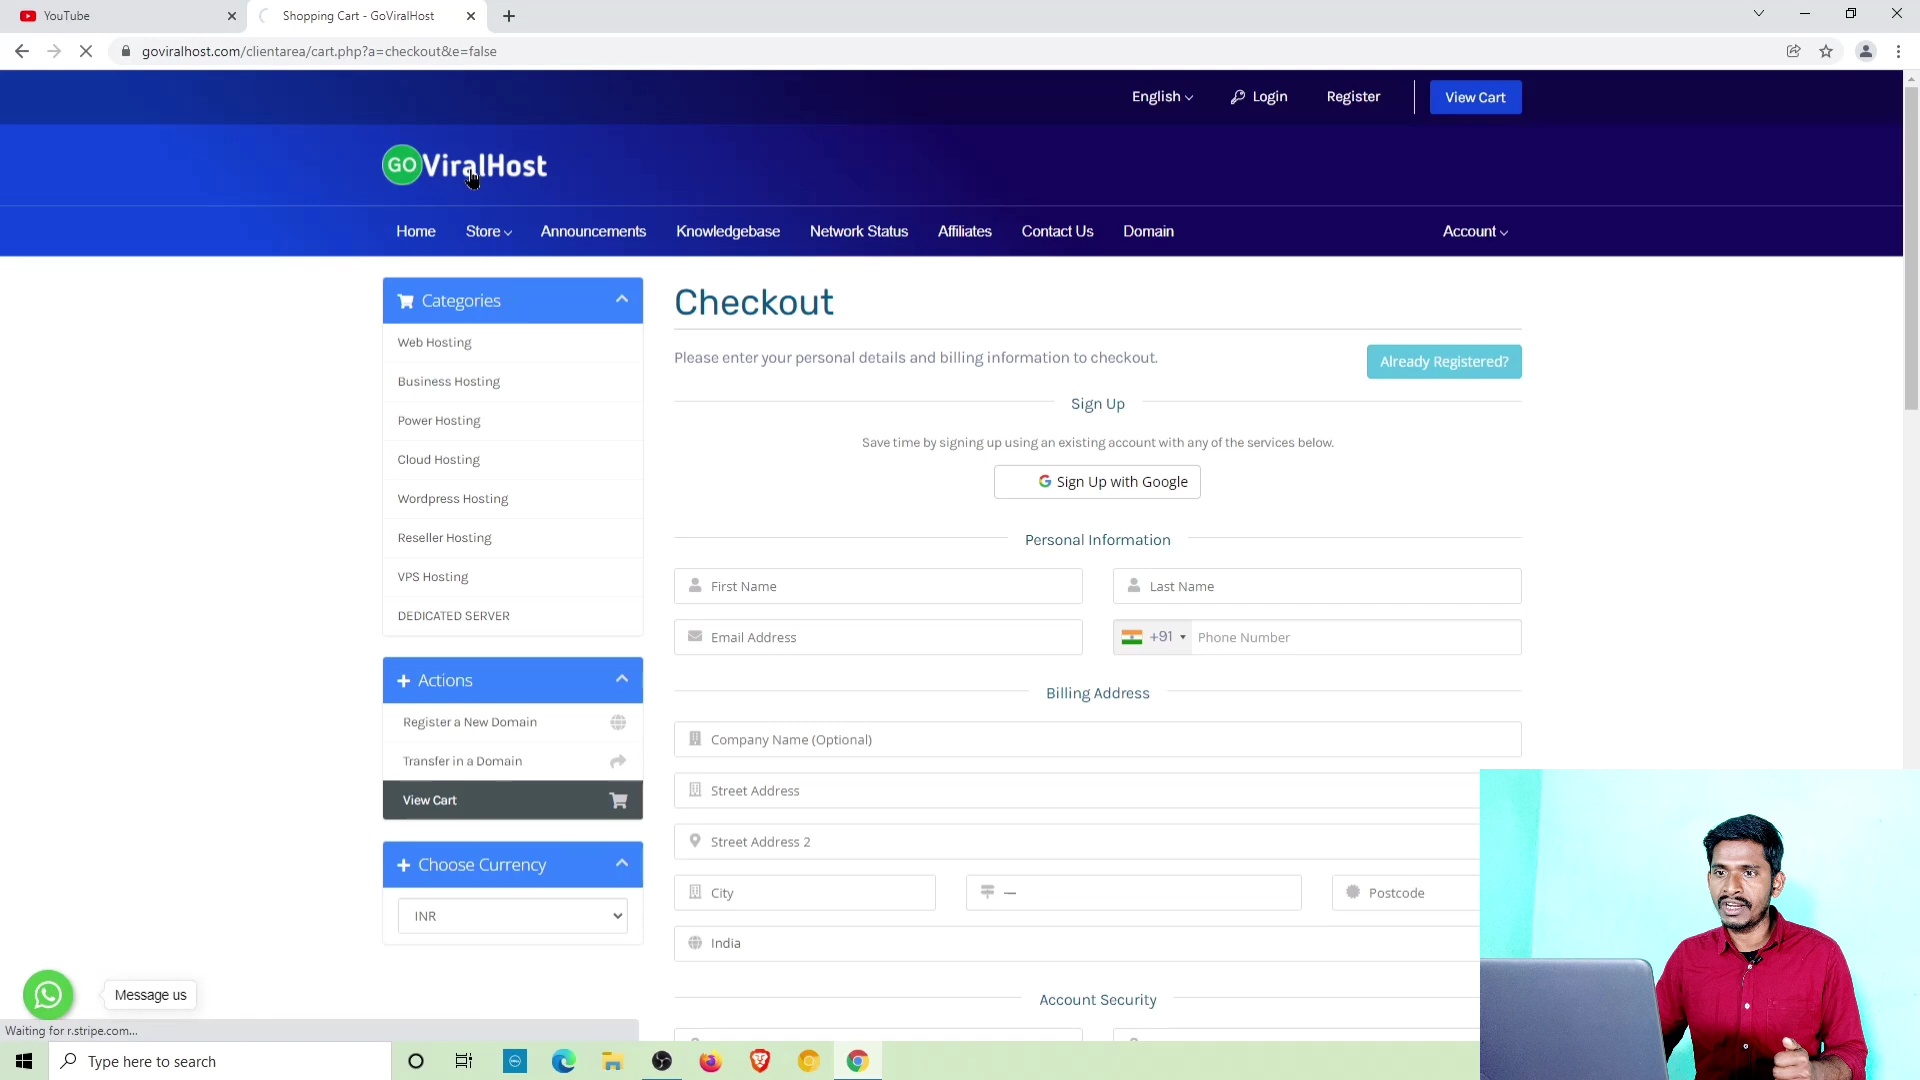 YouTube
Shopping Cart - GoViralHost
goviralhost.com/clientarea/cart.php?a=checkout&e=false
English
Login
Register
View Cart
GO ViralHost
Home
Store
Announcements
Knowledgebase
Network Status
Affiliates
Contact Us
Domain
Account
Categories
Web Hosting
Business Hosting
Power Hosting
Cloud Hosting
Wordpress Hosting
Reseller Hosting
VPS Hosting
DEDICATED SERVER
Actions
Register a New Domain
Transfer in a Domain
View Cart
Choose Currency
INR
Checkout
Please enter your personal details and billing information to checkout.
Already Registered?
Sign Up
Save time by signing up using an existing account with any of the services below.
Sign Up with Google
Personal Information
First Name
Last Name
Email Address
+91 Phone Number
Billing Address
Company Name (Optional)
Street Address
Street Address 2
City
—
Postcode
India
Account Security
Message us
Waiting for r.stripe.com...
Type here to search